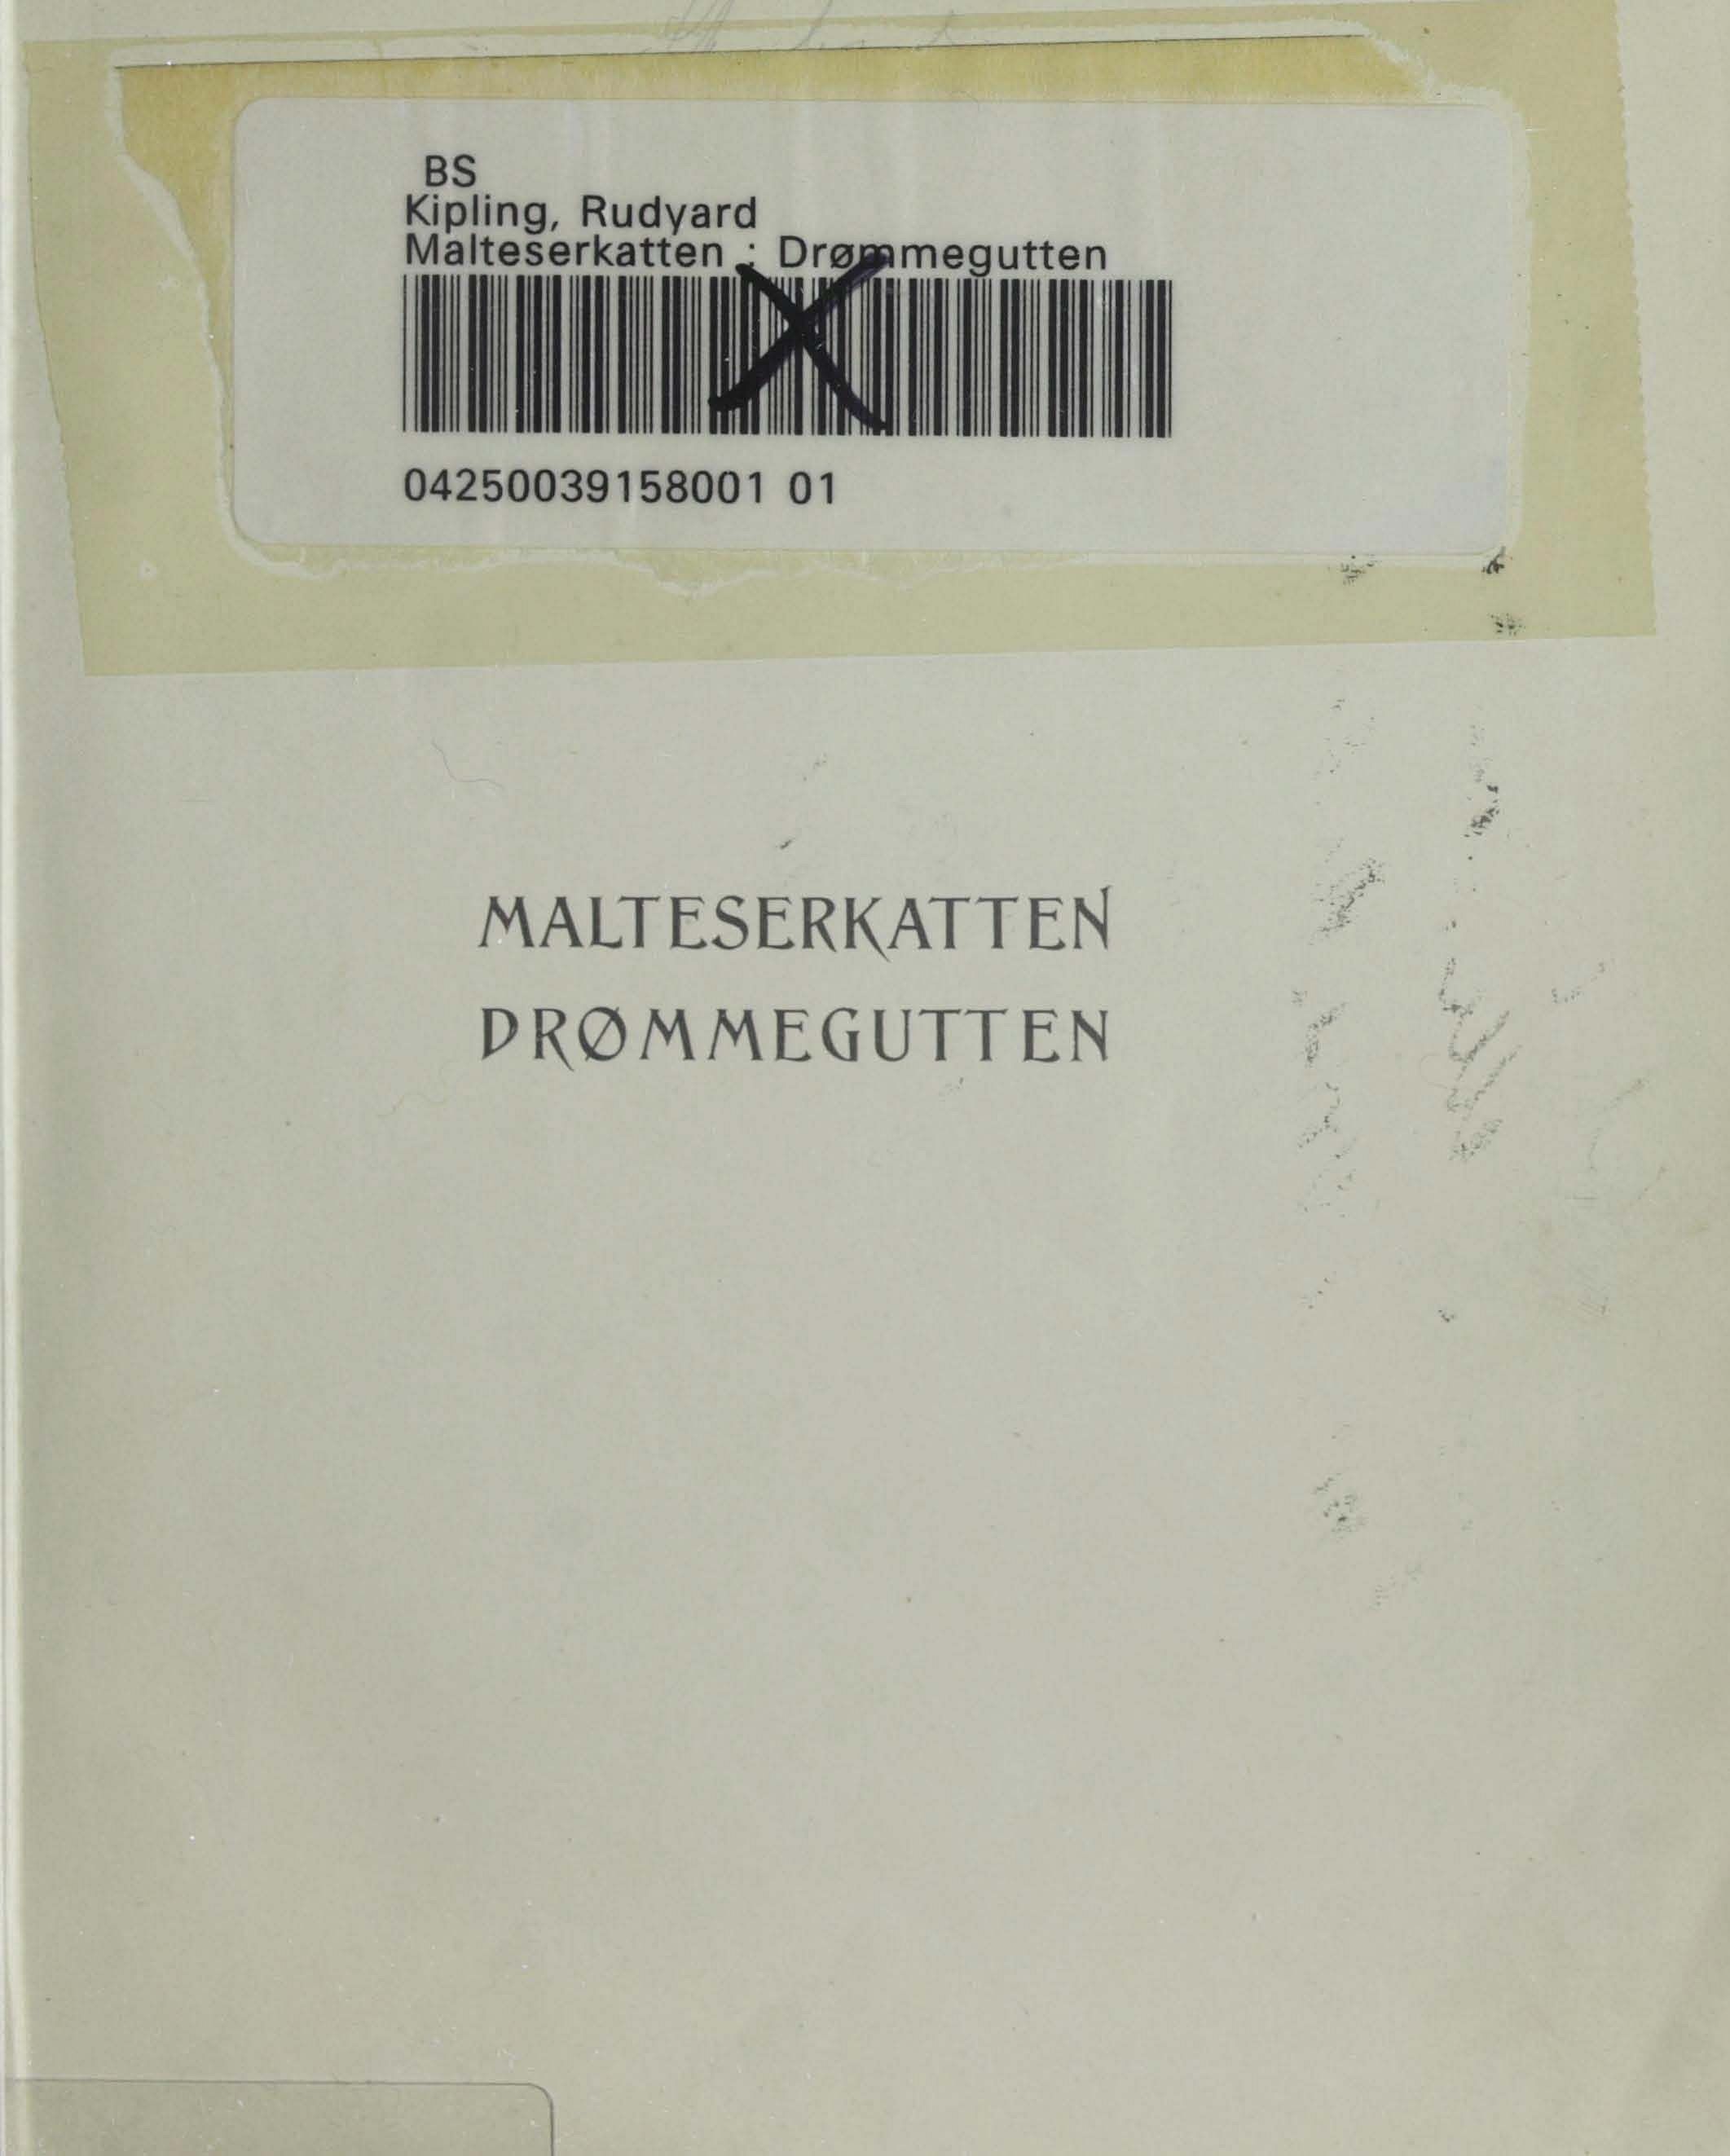 BS
Kipling, Rudyard
Malteserkatten : Drømmegutten
04250039158001 01
MALTESERKATTEN
DRØMMEGUTTEN